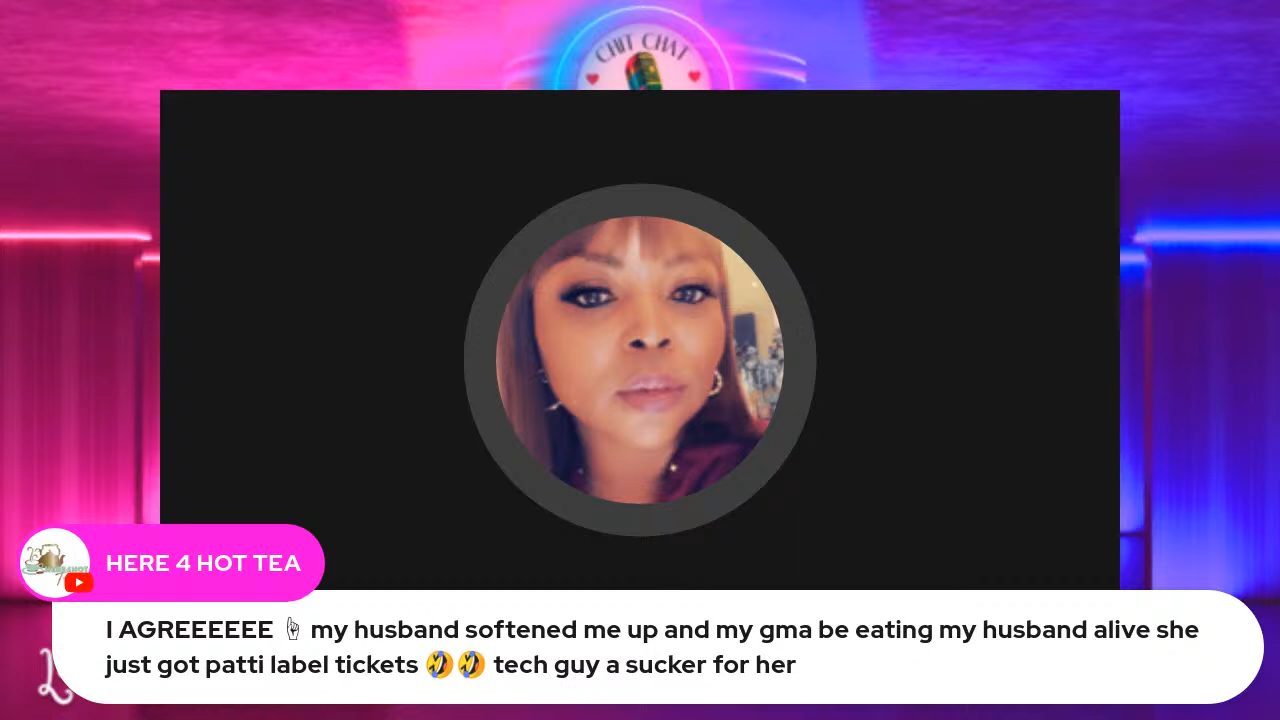 CHIT CHAT
HERE 4 HOT TEA
I AGREEEEEE ☝ my husband softened me up and my gma be eating my husband alive she
just got patti label tickets 🤣🤣 tech guy a sucker for her